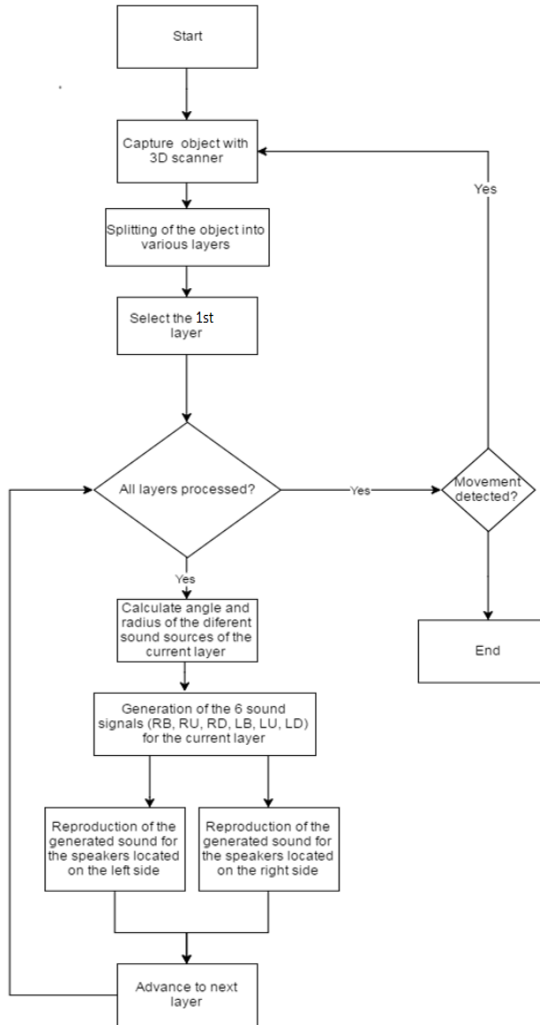 Start
Capture object with
3D scanner
Yes
Splitting of the object into
various layers
Select the 1st
layer
All layers processed?
Yes
Movement
detected?
Yes
Calculate angle and
radius of the diferent
sound sources of the
current layer
End
Generation of the 6 sound
signals (RB, RU, RD, LB, LU, LD)
for the current layer
Reproduction of the
generated sound for
the speakers located
on the left side
Reproduction of the
generated sound for
the speakers located
on the right side
Advance to next
layer